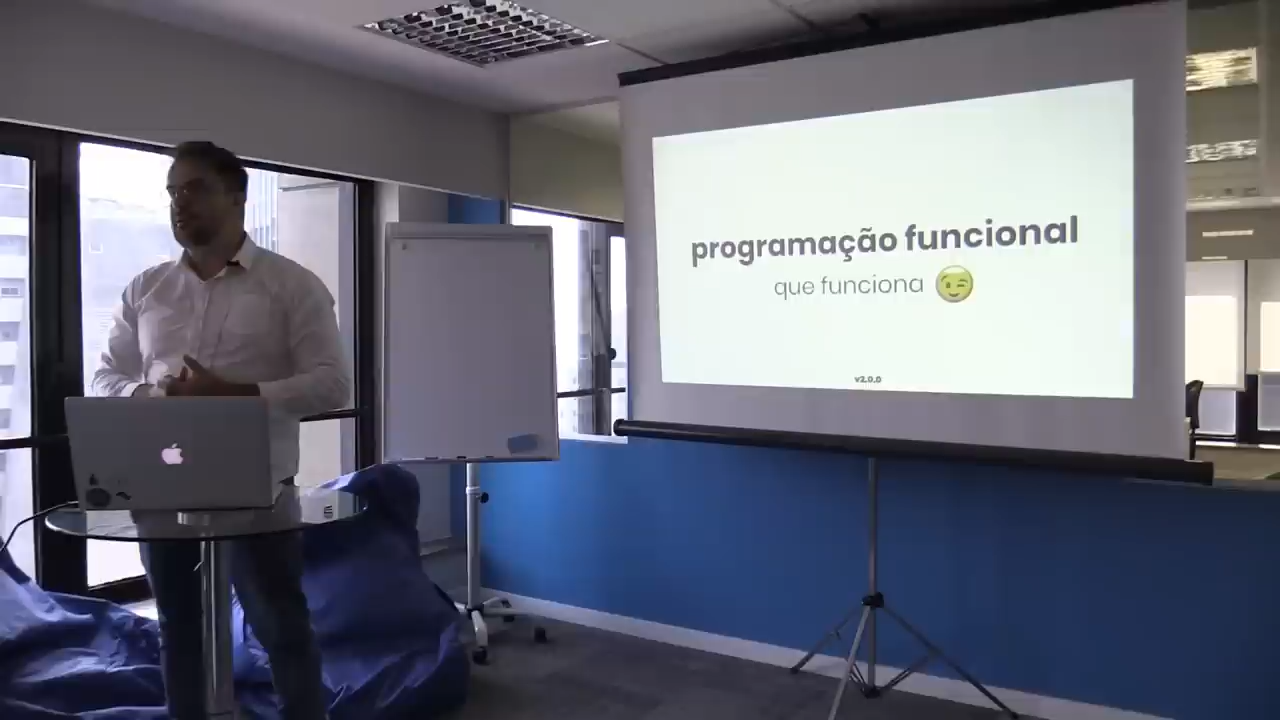 programação funcional
que funciona 😉
v2.0.0